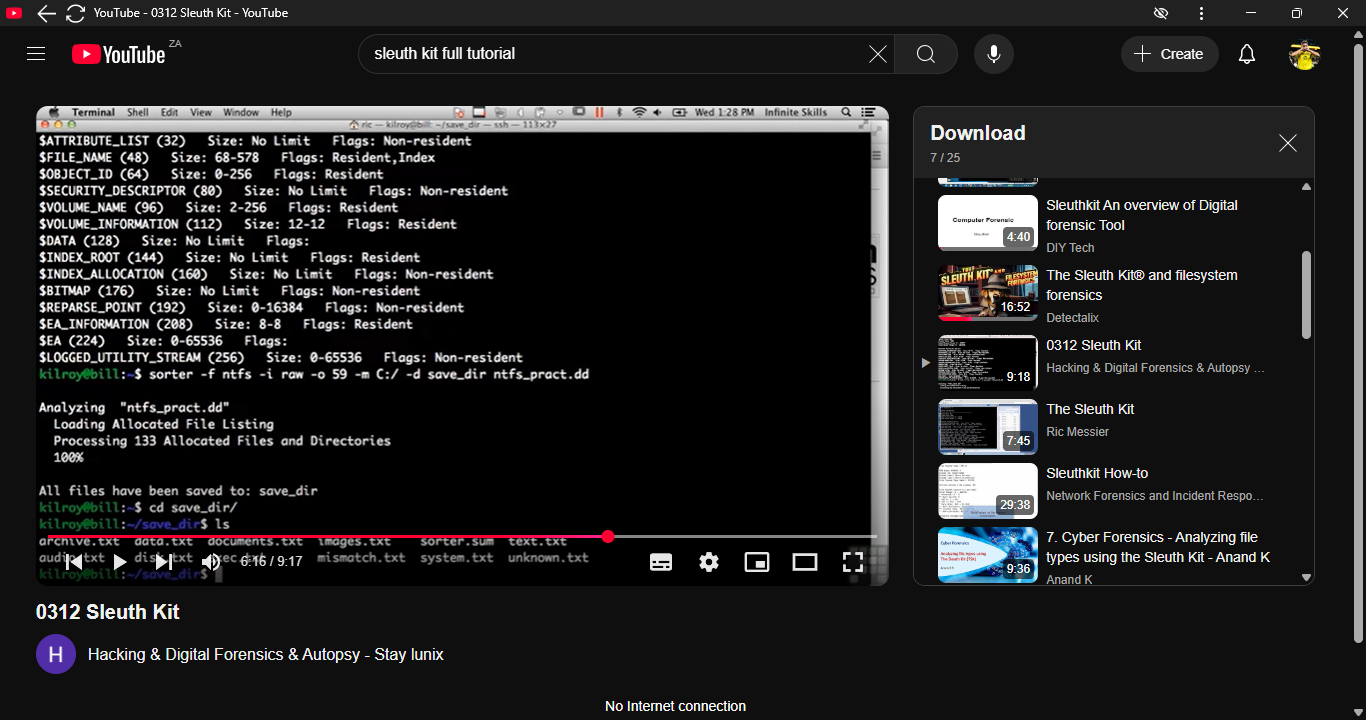 YouTube - 0312 Sleuth Kit - YouTube
YouTube ZA
sleuth kit full tutorial
Create
Terminal Shell Edit View Window Help
Wed 1:28 PM Infinite Skills
ric — kilroy@bill: ~/save_dir — ssh — 113×27
$ATTRIBUTE_LIST (32) Size: No Limit Flags: Non-resident
$FILE_NAME (48) Size: 68-578 Flags: Resident,Index
$OBJECT_ID (64) Size: 0-256 Flags: Resident
$SECURITY_DESCRIPTOR (80) Size: No Limit Flags: Non-resident
$VOLUME_NAME (96) Size: 2-256 Flags: Resident
$VOLUME_INFORMATION (112) Size: 12-12 Flags: Resident
$DATA (128) Size: No Limit Flags:
$INDEX_ROOT (144) Size: No Limit Flags: Resident
$INDEX_ALLOCATION (160) Size: No Limit Flags: Non-resident
$BITMAP (176) Size: No Limit Flags: Non-resident
$REPARSE_POINT (192) Size: 0-16384 Flags: Non-resident
$EA_INFORMATION (208) Size: 8-8 Flags: Resident
$EA (224) Size: 0-65536 Flags:
$LOGGED_UTILITY_STREAM (256) Size: 0-65536 Flags: Non-resident
kilroy@bill:~$ sorter -f ntfs -i raw -o 59 -m C:/ -d save_dir ntfs_pract.dd
Analyzing "ntfs_pract.dd"
Loading Allocated File Listing
Processing 133 Allocated Files and Directories
100%
All files have been saved to: save_dir
kilroy@bill:~$ cd save_dir/
kilroy@bill:~/save_dir$ ls
archive.txt data.txt documents.txt images.txt sorter.sum text.txt
mismatch.txt system.txt unknown.txt
kilroy@bill:~/save_dir$
6:16 / 9:17
Download
7 / 25
Computer Forensic
4:40
Sleuthkit An overview of Digital
forensic Tool
DIY Tech
SLEUTH KIT
16:52
The Sleuth Kit® and filesystem
forensics
Detectalix
9:18
0312 Sleuth Kit
Hacking & Digital Forensics & Autopsy ...
7:45
The Sleuth Kit
Ric Messier
29:38
Sleuthkit How-to
Network Forensics and Incident Respo...
Cyber Forensics
9:36
7. Cyber Forensics - Analyzing file
types using the Sleuth Kit - Anand K
Anand K
0312 Sleuth Kit
H
Hacking & Digital Forensics & Autopsy - Stay lunix
No Internet connection